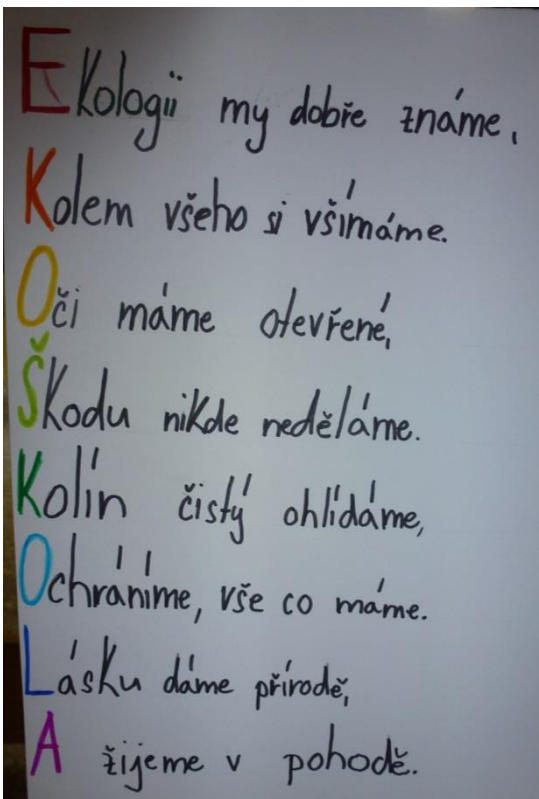 Ekologii my dobře známe,
Kolem všeho si všímáme.
Oči máme otevřené,
Škodu nikde neděláme.
Kolín čistý ohlídáme,
Ochráníme, vše co máme.
Lásku dáme přírodě,
A žijeme v pohodě.